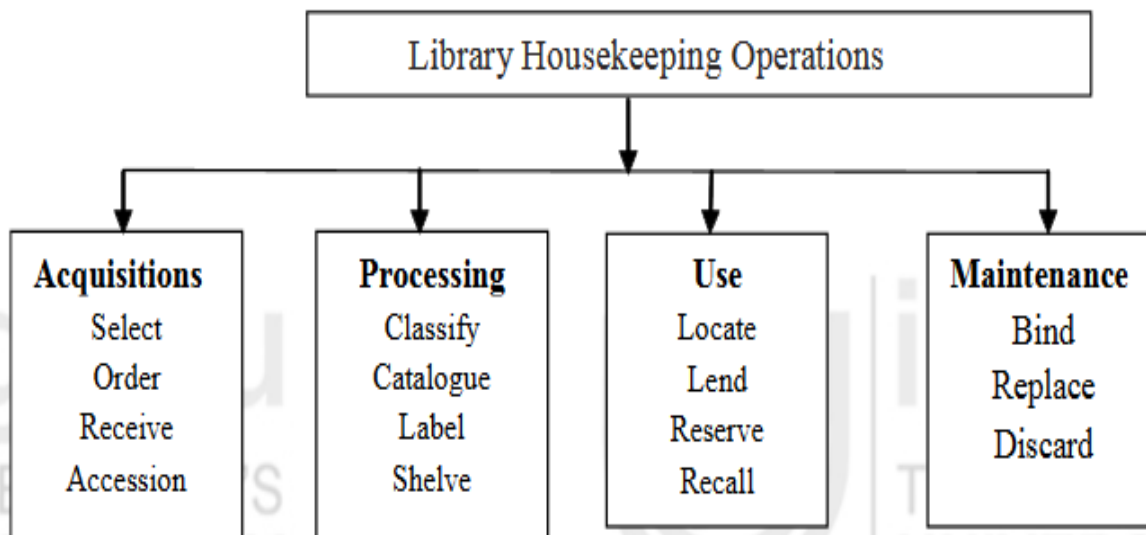 Library Housekeeping Operations
Acquisitions
Select
Order
Receive
Accession
Processing
Classify
Catalogue
Label
Shelve
Use
Locate
Lend
Reserve
Recall
Maintenance
Bind
Replace
Discard